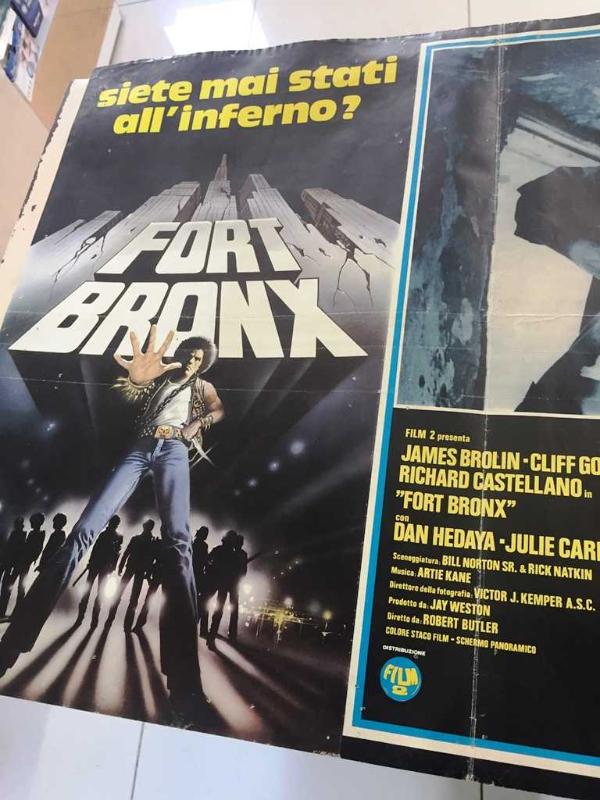 siete mai stati
all'inferno?
FORT
BRONX
FILM 2 presenta
JAMES BROLIN • CLIFF GO
RICHARD CASTELLANO in
"FORT BRONX"
con
DAN HEDAYA • JULIE CAR
Sceneggiatura: BILL NORTON SR. & RICK NATKIN
Musica: ARTIE KANE
Direttore della fotografia: VICTOR J. KEMPER A.S.C.
Prodotto da: JAY WESTON
Diretto da: ROBERT BUTLER
COLORE STACO FILM - SCHERMO PANORAMICO
DISTRIBUZIONE
FILM
2